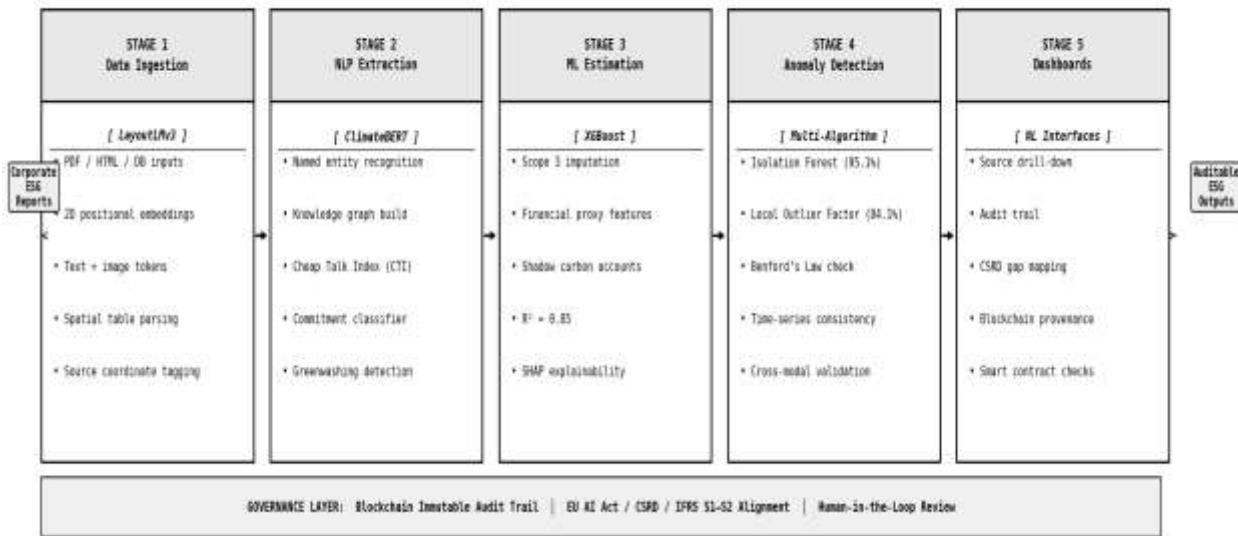 STAGE 1
Data Ingestion
[ LayoutLMv3 ]
• PDF / HTML / DB inputs
• 2D positional embeddings
• Text + image tokens
• Spatial table parsing
• Source coordinate tagging
Corporate
ESG
Reports
STAGE 2
NLP Extraction
[ ClimateBERT ]
• Named entity recognition
• Knowledge graph build
• Cheap Talk Index (CTI)
• Commitment classifier
• Greenwashing detection
STAGE 3
ML Estimation
[ XGBoost ]
• Scope 3 imputation
• Financial proxy features
• Shadow carbon accounts
• R² = 0.85
• SHAP explainability
STAGE 4
Anomaly Detection
[ Multi-Algorithm ]
• Isolation Forest
• Local Outlier Factor
• Benford's Law check
• Time-series consistency
• Cross-modal validation
STAGE 5
Dashboards
Interfaces ]
• Source drill-down
• Audit trail
• CSRD gap mapping
• Blockchain provenance
• Smart contract checks
Auditable
ESG
Outputs
GOVERNANCE LAYER: Blockchain Immutable Audit Trail | EU AI Act / CSRD / IFRS S1-S2 Alignment | Human-in-the-Loop Review